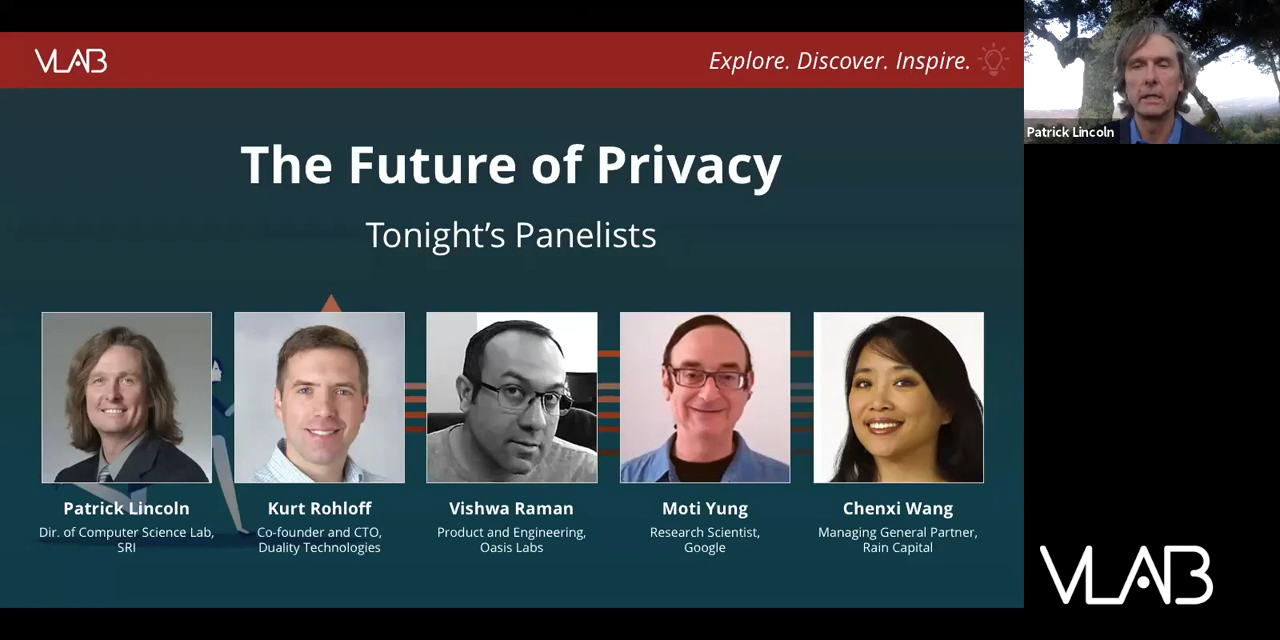 VLAB
Explore. Discover. Inspire.
The Future of Privacy
Tonight's Panelists
Patrick Lincoln
Dir. of Computer Science Lab,
SRI
Kurt Rohloff
Co-founder and CTO,
Duality Technologies
Vishwa Raman
Product and Engineering,
Oasis Labs
Moti Yung
Research Scientist,
Google
Chenxi Wang
Managing General Partner,
Rain Capital
Patrick Lincoln
VLAB